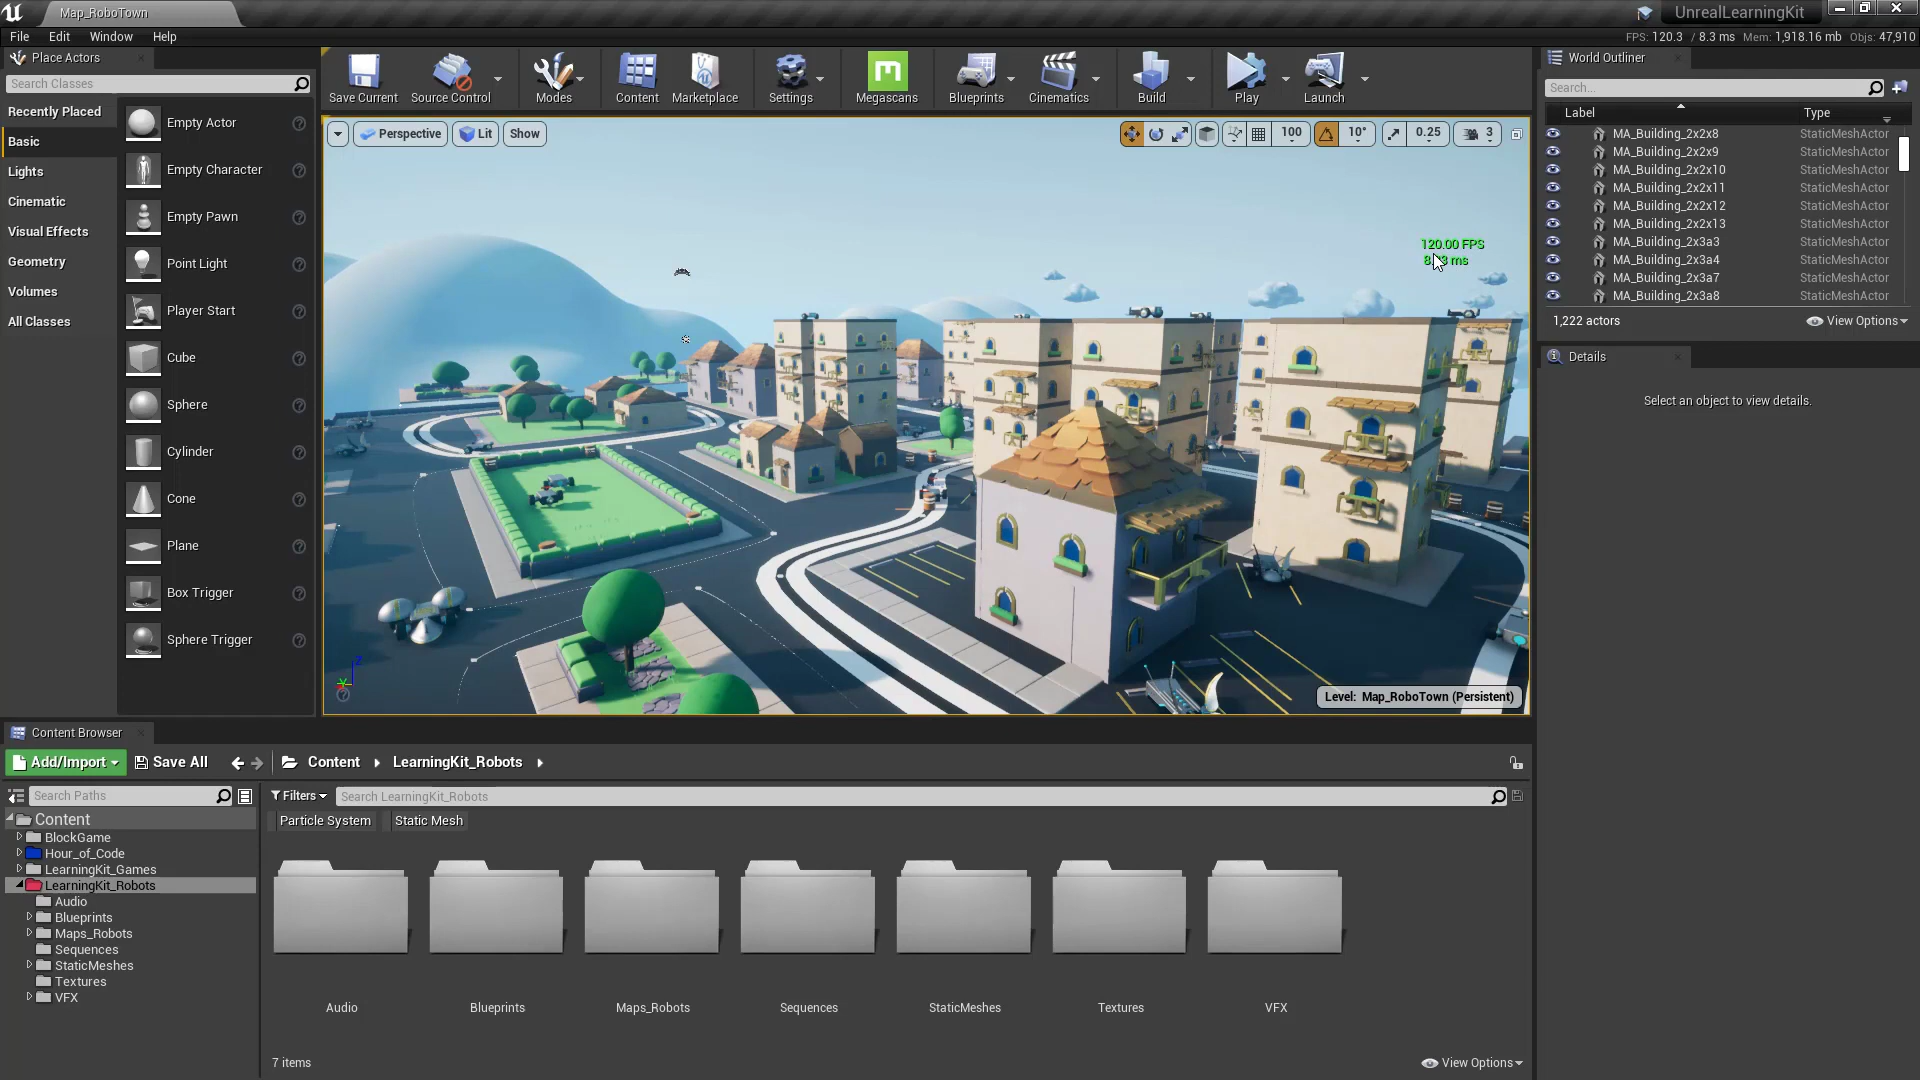 Map_RoboTown
UnrealLearningKit
File Edit Window Help
FPS: 120.3 / 8.3 ms Mem: 1,918.16 mb Objs: 47,910
Place Actors
Search Classes
Recently Placed
Basic
Lights
Cinematic
Visual Effects
Geometry
Volumes
All Classes
Empty Actor
Empty Character
Empty Pawn
Point Light
Player Start
Cube
Sphere
Cylinder
Cone
Plane
Box Trigger
Sphere Trigger
Save Current Source Control Modes Content Marketplace Settings Megascans Blueprints Cinematics Build Play Launch
Perspective Lit Show
100 10° 0.25 3
120.00 FPS
ms
Level: Map_RoboTown (Persistent)
World Outliner
Search...
Label Type
MA_Building_2x2x8 StaticMeshActor
MA_Building_2x2x9 StaticMeshActor
MA_Building_2x2x10 StaticMeshActor
MA_Building_2x2x11 StaticMeshActor
MA_Building_2x2x12 StaticMeshActor
MA_Building_2x2x13 StaticMeshActor
MA_Building_2x3a3 StaticMeshActor
MA_Building_2x3a4 StaticMeshActor
MA_Building_2x3a7 StaticMeshActor
MA_Building_2x3a8 StaticMeshActor
1,222 actors View Options
Details
Select an object to view details.
Content Browser
Add/Import Save All Content LearningKit_Robots
Search Paths
Filters Search LearningKit_Robots
Particle System Static Mesh
Content
BlockGame
Hour_of_Code
LearningKit_Games
LearningKit_Robots
Audio
Blueprints
Maps_Robots
Sequences
StaticMeshes
Textures
VFX
Audio Blueprints Maps_Robots Sequences StaticMeshes Textures VFX
7 items View Options